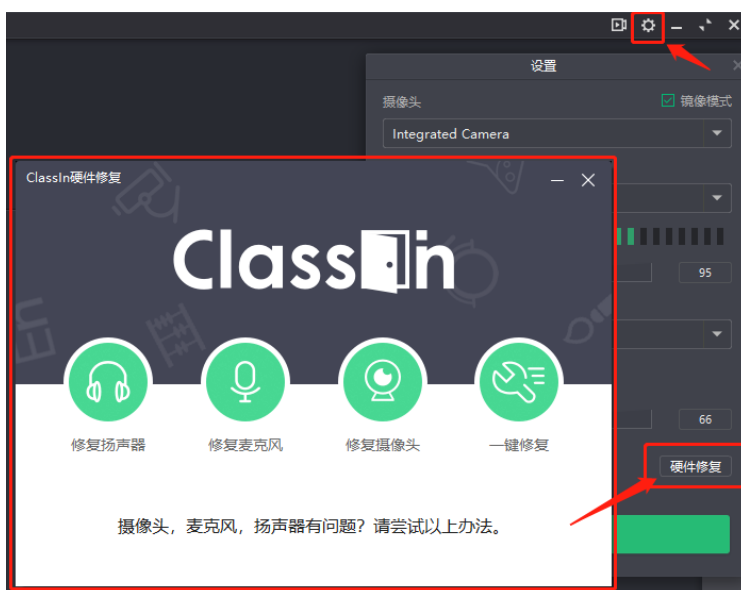 设置
摄像头
镜像模式
Integrated Camera
ClassIn硬件修复
ClassIn
95
66
修复扬声器
修复麦克风
修复摄像头
一键修复
硬件修复
摄像头，麦克风，扬声器有问题？请尝试以上办法。